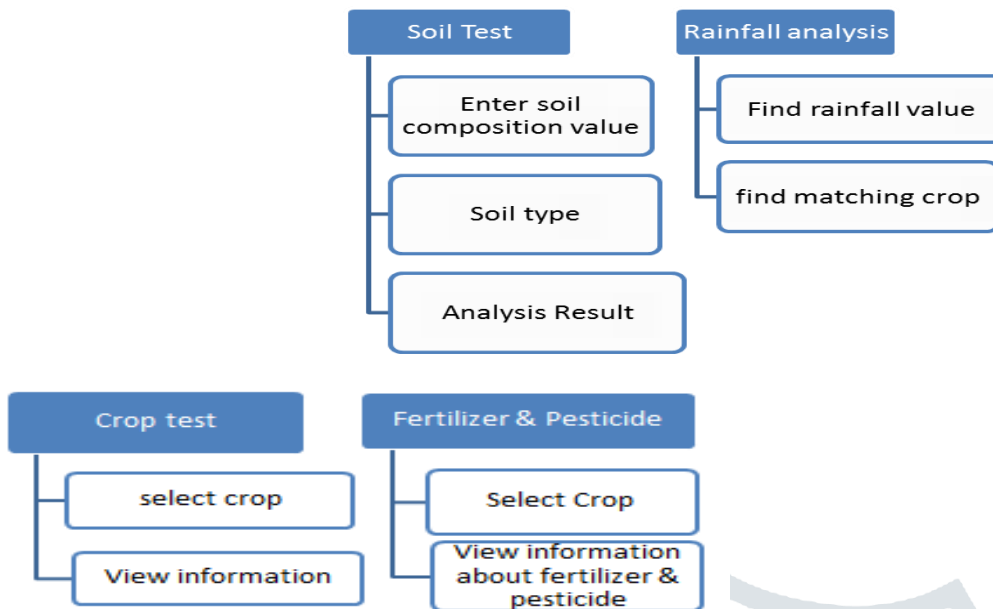 Soil Test
Enter soil
composition value
Soil type
Analysis Result
Rainfall analysis
Find rainfall value
find matching crop
Crop test
select crop
View information
Fertilizer & Pesticide
Select Crop
View information
about fertilizer &
pesticide